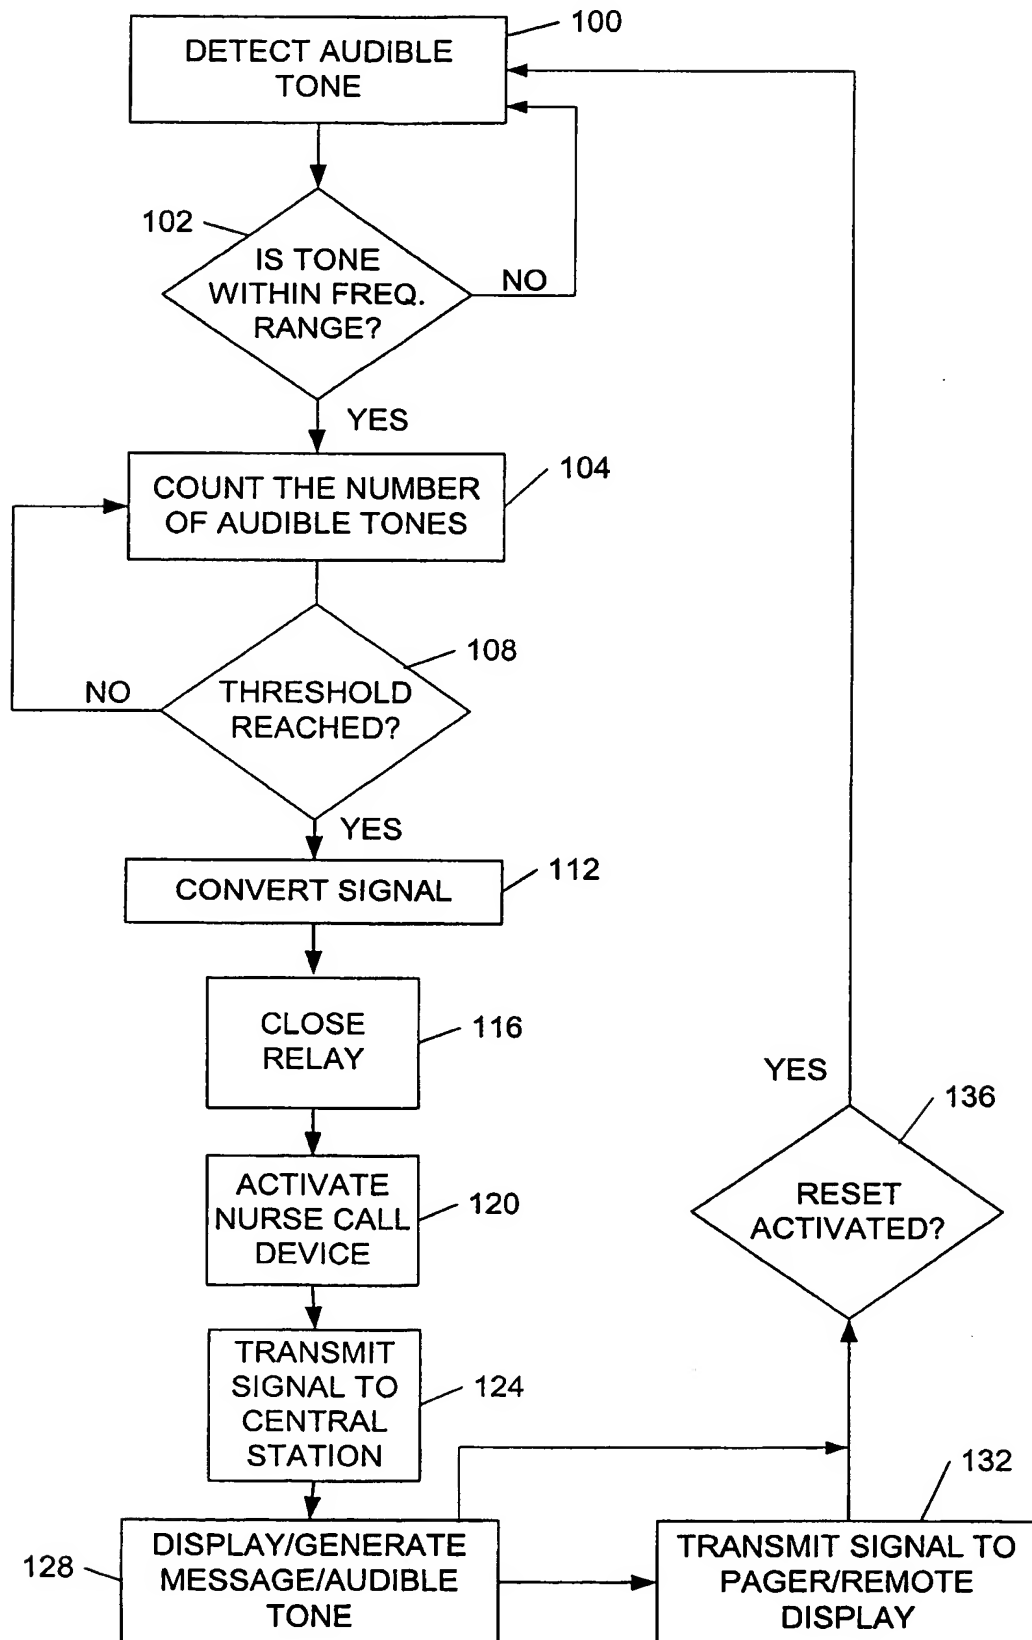 100
DETECT AUDIBLE
TONE
102
IS TONE
WITHIN FREQ.
RANGE?
NO
YES
104
COUNT THE NUMBER
OF AUDIBLE TONES
108
THRESHOLD
REACHED?
NO
YES
112
CONVERT SIGNAL
CLOSE
RELAY
116
ACTIVATE
NURSE CALL
DEVICE
120
TRANSMIT
SIGNAL TO
CENTRAL
STATION
124
DISPLAY/GENERATE
MESSAGE/AUDIBLE
TONE
128
132
TRANSMIT SIGNAL TO
PAGER/REMOTE
DISPLAY
136
RESET
ACTIVATED?
YES